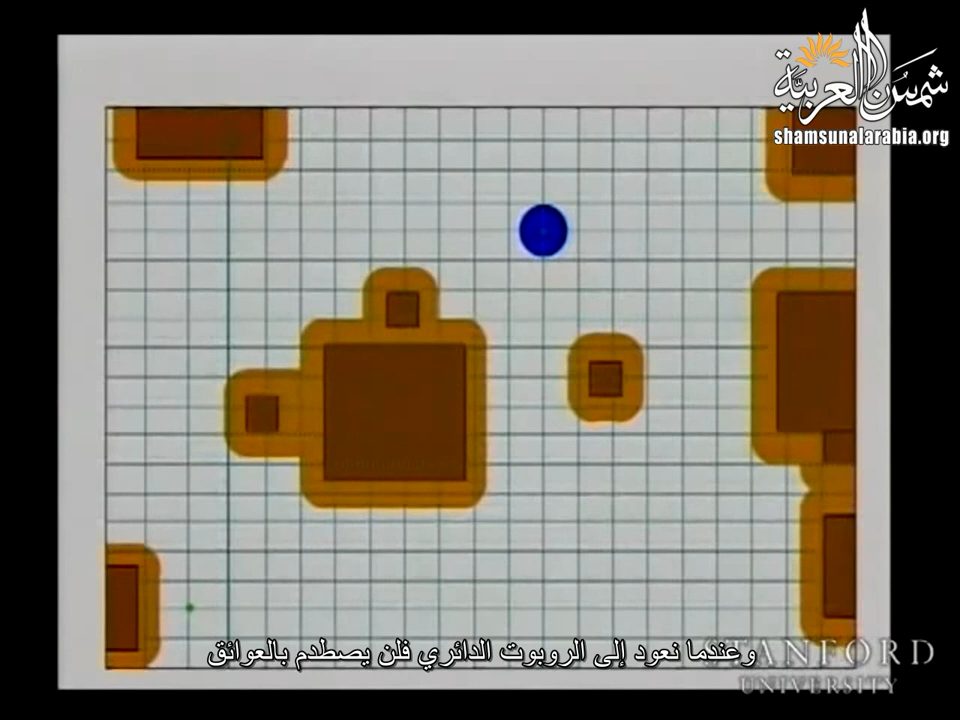 شمس العربية
shamsunalarabia.org
وعندما نعود إلى الروبوت الدائري فلن يصطدم بالعوائق
STANFORD
UNIVERSITY